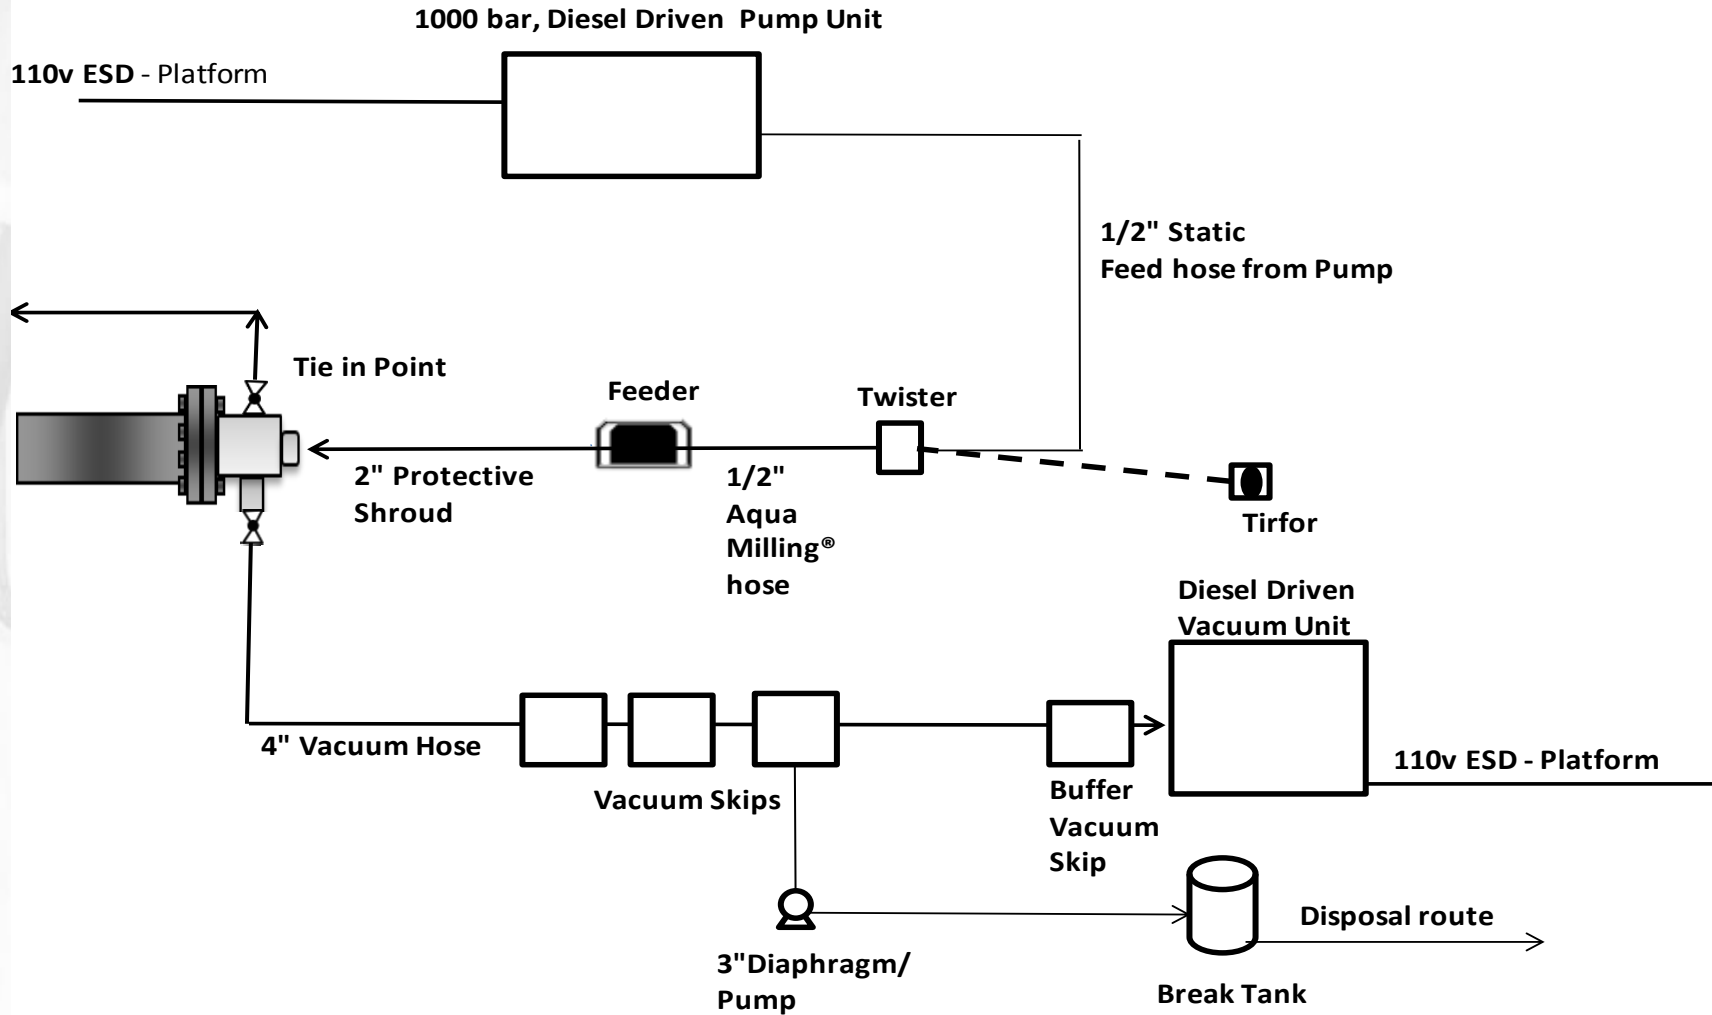 1000 bar, Diesel Driven Pump Unit
110v ESD - Platform
1/2" Static
Feed hose from Pump
Tie in Point
Feeder
Twister
2" Protective
Shroud
1/2"
Aqua
Milling®
hose
Tirfor
Diesel Driven
Vacuum Unit
4" Vacuum Hose
Vacuum Skips
Buffer
Vacuum
Skip
110v ESD - Platform
Disposal route
3"Diaphragm/
Pump
Break Tank